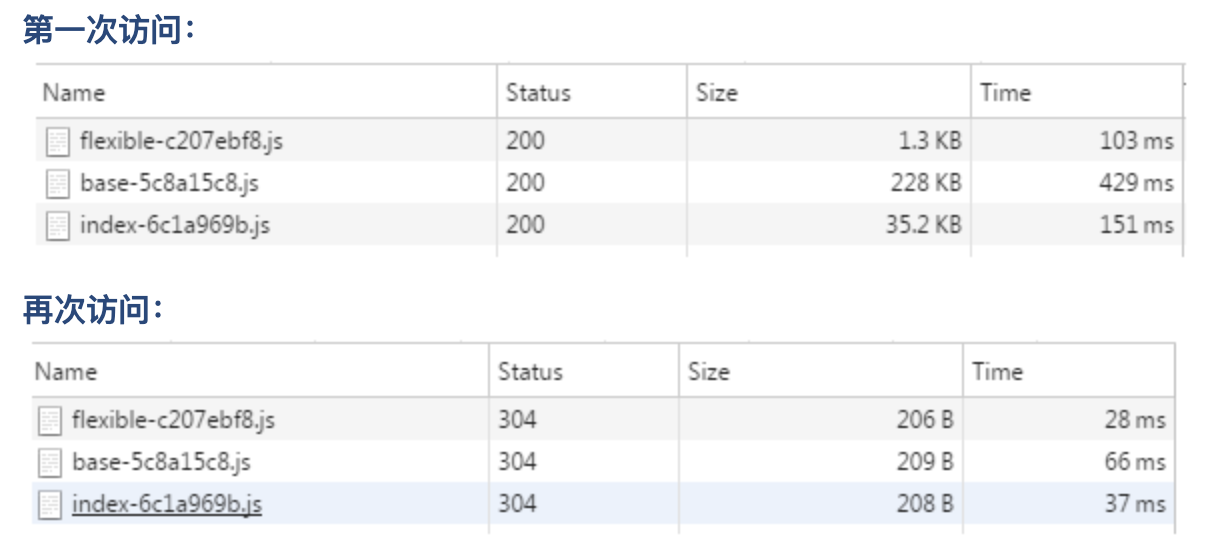 第一次访问：
Name Status Size Time
flexible-c207ebf8.js 200 1.3 KB 103 ms
base-5c8a15c8.js 200 228 KB 429 ms
index-6c1a969b.js 200 35.2 KB 151 ms
再次访问：
Name Status Size Time
flexible-c207ebf8.js 304 206 B 28 ms
base-5c8a15c8.js 304 209 B 66 ms
index-6c1a969b.js 304 208 B 37 ms